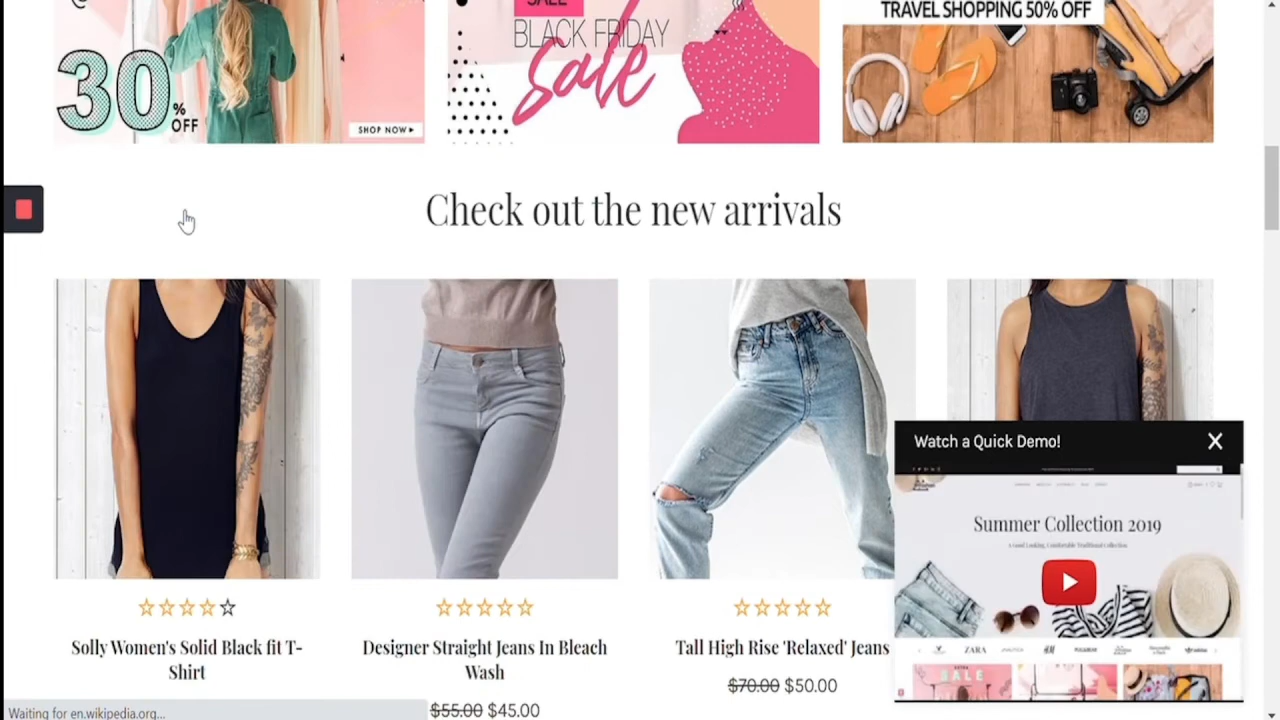 SALE
BLACK FRIDAY
sale
TRAVEL SHOPPING 50% OFF
30
%
OFF
SHOP NOW
Check out the new arrivals
Watch a Quick Demo!
Summer Collection 2019
ZARA
H&M
SALE
Solly Women's Solid Black fit T-
Shirt
Designer Straight Jeans In Bleach
Wash
$55.00 $45.00
Tall High Rise 'Relaxed' Jeans
$70.00 $50.00
Waiting for en.wikipedia.org...